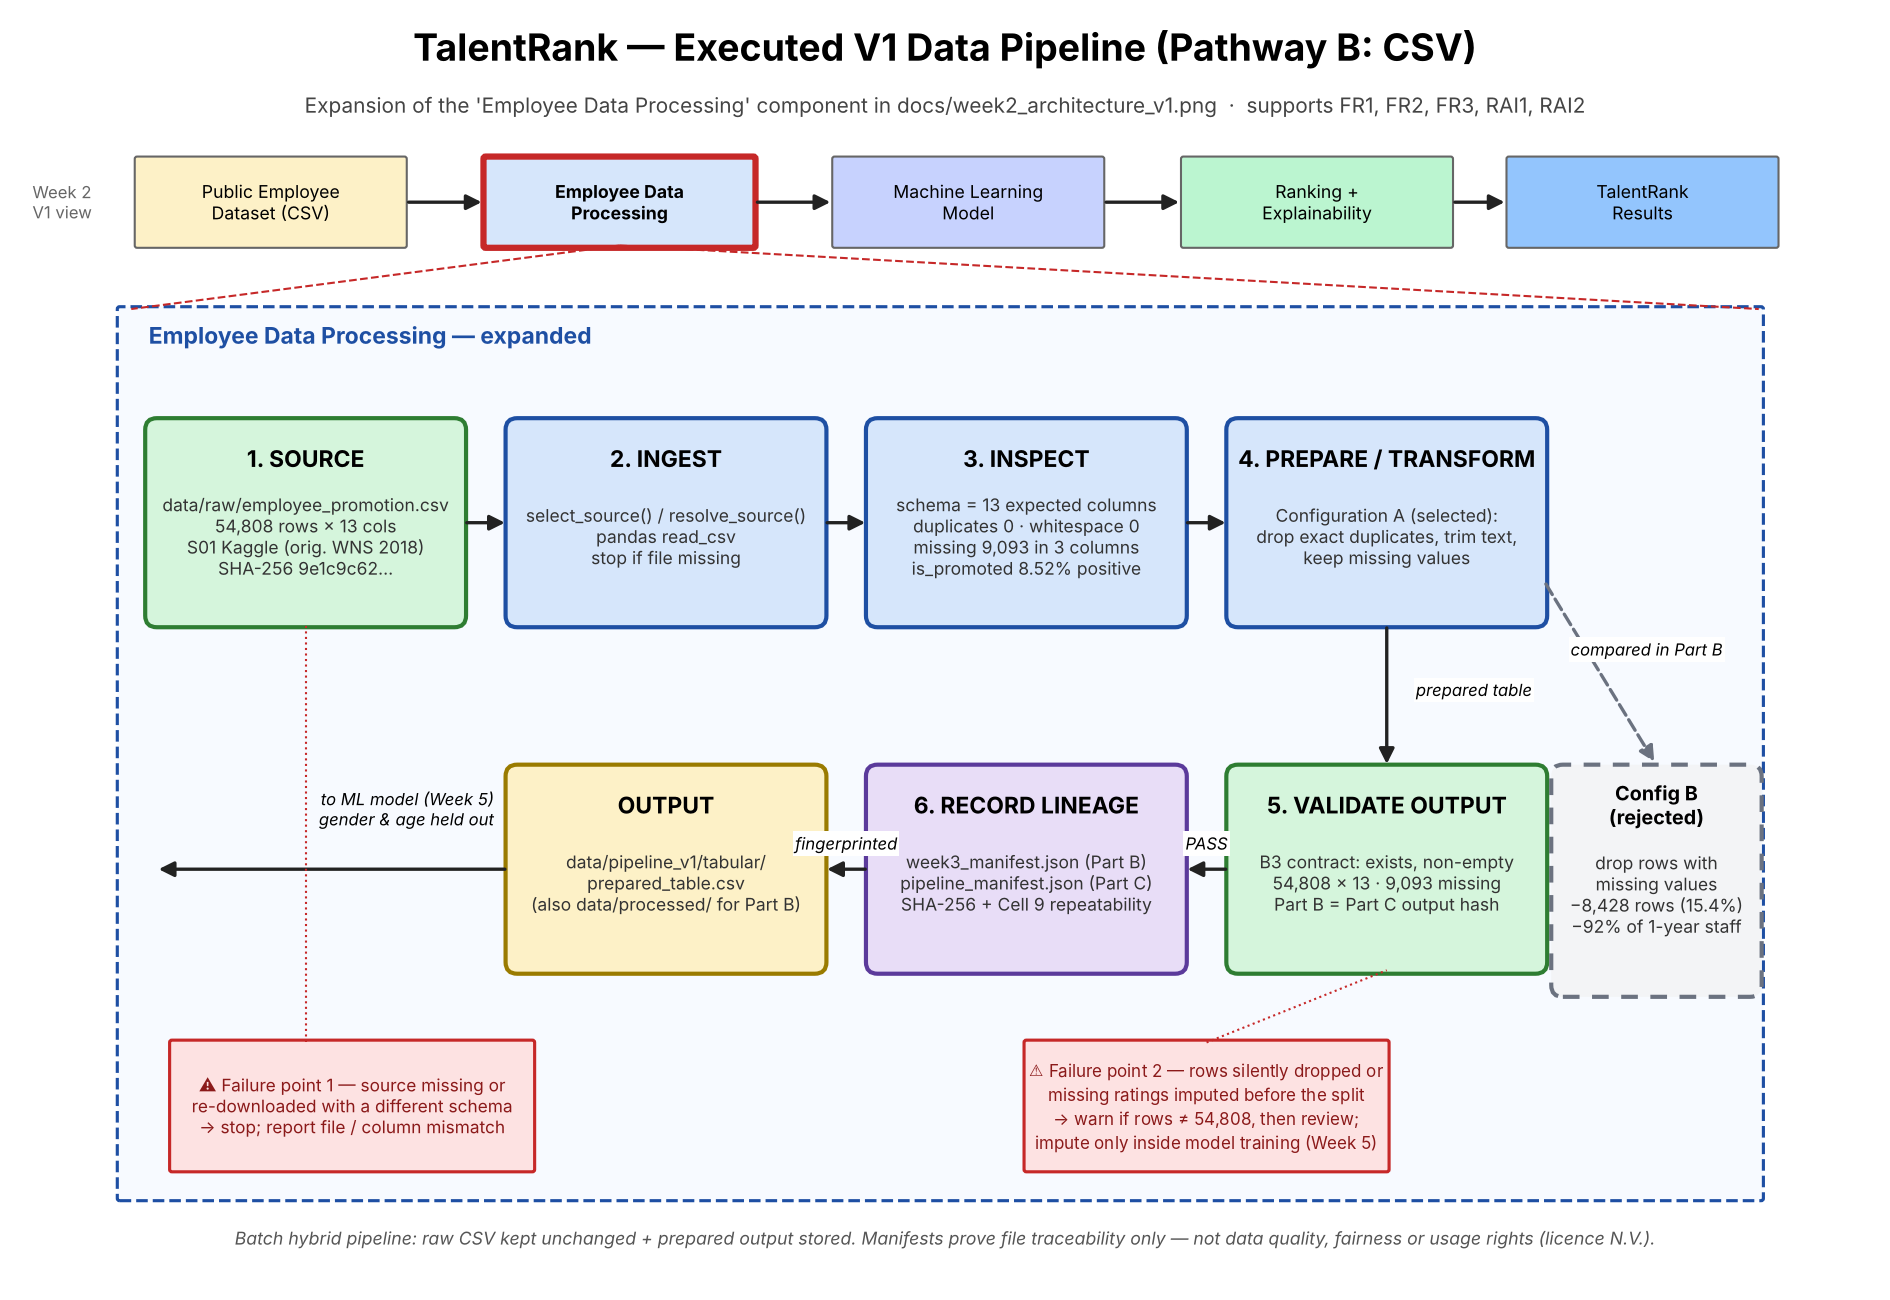 TalentRank — Executed V1 Data Pipeline (Pathway B: CSV)
Expansion of the 'Employee Data Processing' component in docs/week2_architecture_v1.png · supports FR1, FR2, FR3, RAI1, RAI2
Week 2
V1 view
Public Employee
Dataset (CSV)
Employee Data
Processing
Machine Learning
Model
Ranking +
Explainability
TalentRank
Results
Employee Data Processing — expanded
1. SOURCE
data/raw/employee_promotion.csv
54,808 rows × 13 cols
S01 Kaggle (orig. WNS 2018)
SHA-256 9e1c9c62…
2. INGEST
select_source() / resolve_source()
pandas read_csv
stop if file missing
3. INSPECT
schema = 13 expected columns
duplicates 0 · whitespace 0
missing 9,093 in 3 columns
is_promoted 8.52% positive
4. PREPARE / TRANSFORM
Configuration A (selected):
drop exact duplicates, trim text,
keep missing values
compared in Part B
prepared table
to ML model (Week 5)
gender & age held out
OUTPUT
data/pipeline_v1/tabular/
prepared_table.csv
(also data/processed/ for Part B)
fingerprinted
6. RECORD LINEAGE
week3_manifest.json (Part B)
pipeline_manifest.json (Part C)
SHA-256 + Cell 9 repeatability
PASS
5. VALIDATE OUTPUT
B3 contract: exists, non-empty
54,808 × 13 · 9,093 missing
Part B = Part C output hash
Config B
(rejected)
drop rows with
missing values
−8,428 rows (15.4%)
−92% of 1-year staff
⚠ Failure point 1 — source missing or
re-downloaded with a different schema
→ stop; report file / column mismatch
⚠ Failure point 2 — rows silently dropped or
missing ratings imputed before the split
→ warn if rows ≠ 54,808, then review;
impute only inside model training (Week 5)
Batch hybrid pipeline: raw CSV kept unchanged + prepared output stored. Manifests prove file traceability only — not data quality, fairness or usage rights (licence N.V.).